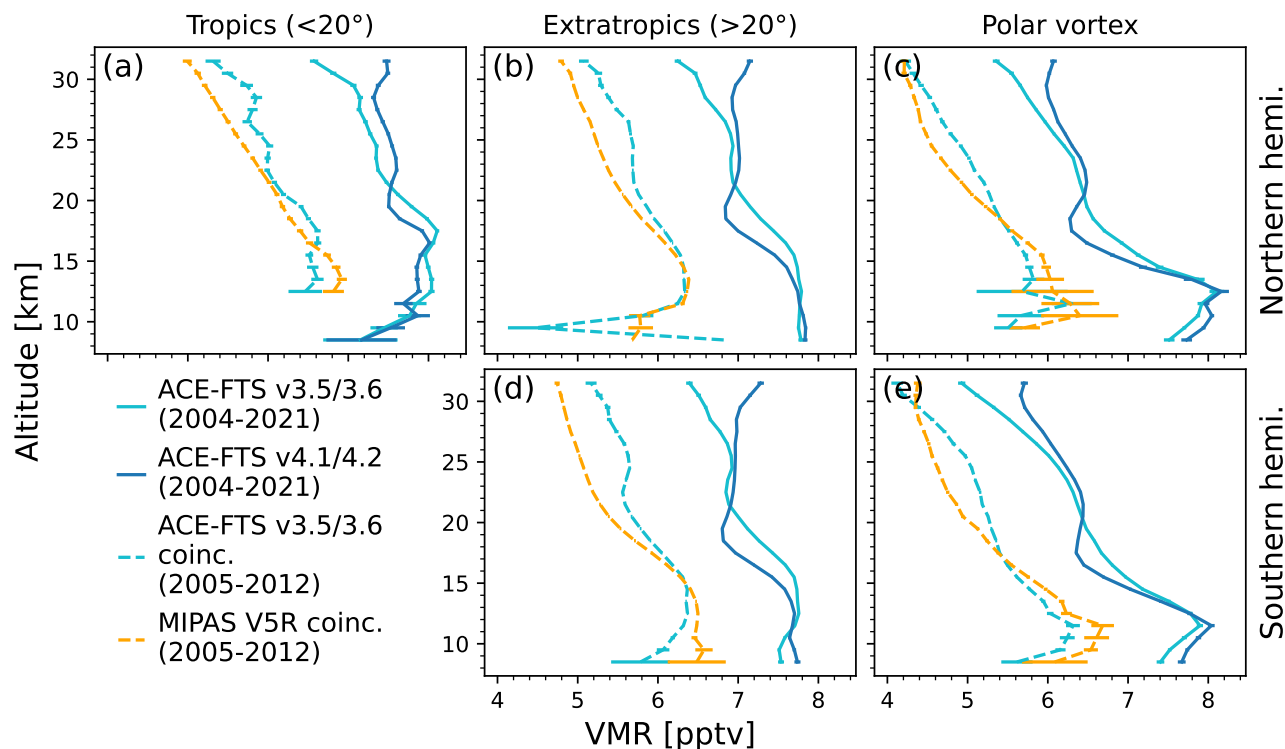 Tropics (<20°) Extratropics (>20°) Polar vortex
(a) (b) (c)
30
25
20
15
10
Northern hemi.
Altitude [km]
ACE-FTS v3.5/3.6
(2004-2021)
ACE-FTS v4.1/4.2
(2004-2021)
ACE-FTS v3.5/3.6
coinc.
(2005-2012)
MIPAS V5R coinc.
(2005-2012)
(d) (e)
30
25
20
15
10
Southern hemi.
4 5 6 7 8 4 5 6 7 8
VMR [pptv]